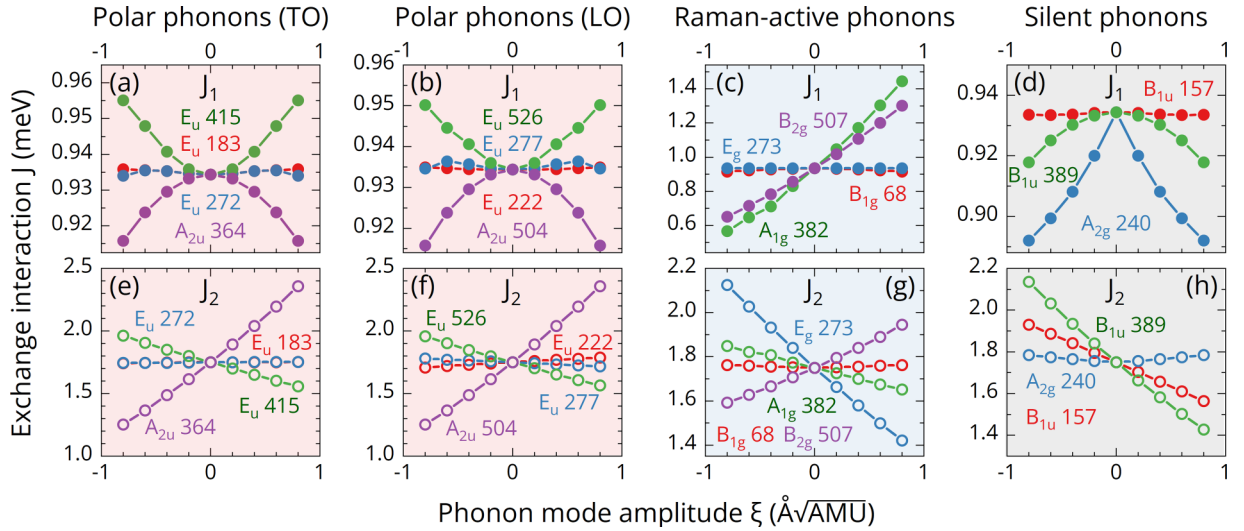 Polar phonons (TO) Polar phonons (LO) Raman-active phonons Silent phonons
-1 0 1 -1 0 1 -1 0 1 -1 0 1
Exchange interaction J (meV)
(a) J1
0.96
0.95
0.94
0.93
0.92
Eu 415
Eu 183
Eu 272
A2u 364
(b) J1
0.96
0.95
0.94
0.93
0.92
Eu 526
Eu 277
Eu 222
A2u 504
(c) J1
1.4
1.2
1.0
0.8
0.6
B2g 507
Eg 273
B1g 68
A1g 382
(d) J1
0.94
0.92
0.90
B1u 157
B1u 389
A2g 240
(e) J2
2.5
2.0
1.5
1.0
Eu 272
Eu 183
Eu 415
A2u 364
(f) J2
2.5
2.0
1.5
1.0
Eu 526
Eu 222
Eu 277
A2u 504
J2 (g)
2.2
2.0
1.8
1.6
1.4
Eg 273
A1g 382
B1g 68 B2g 507
J2 (h)
2.2
2.0
1.8
1.6
1.4
B1u 389
A2g 240
B1u 157
-1 0 1 -1 0 1 -1 0 1 -1 0 1
Phonon mode amplitude ξ (Å√AMU)